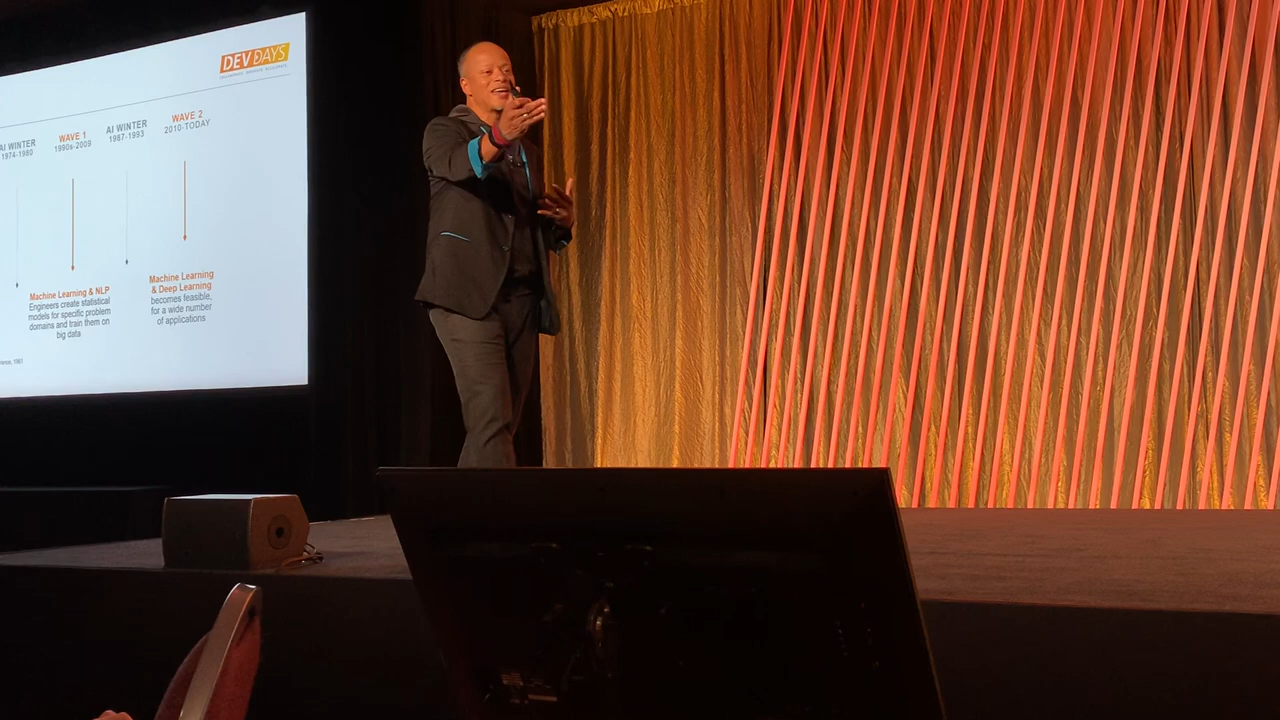 DEV DAYS
AI WINTER
1974-1980
WAVE 1
1990s-2009
AI WINTER
1987-1993
WAVE 2
2010-TODAY
Machine Learning & NLP
Engineers create statistical
models for specific problem
domains and train them on
big data
Machine Learning
& Deep Learning
becomes feasible,
for a wide number
of applications